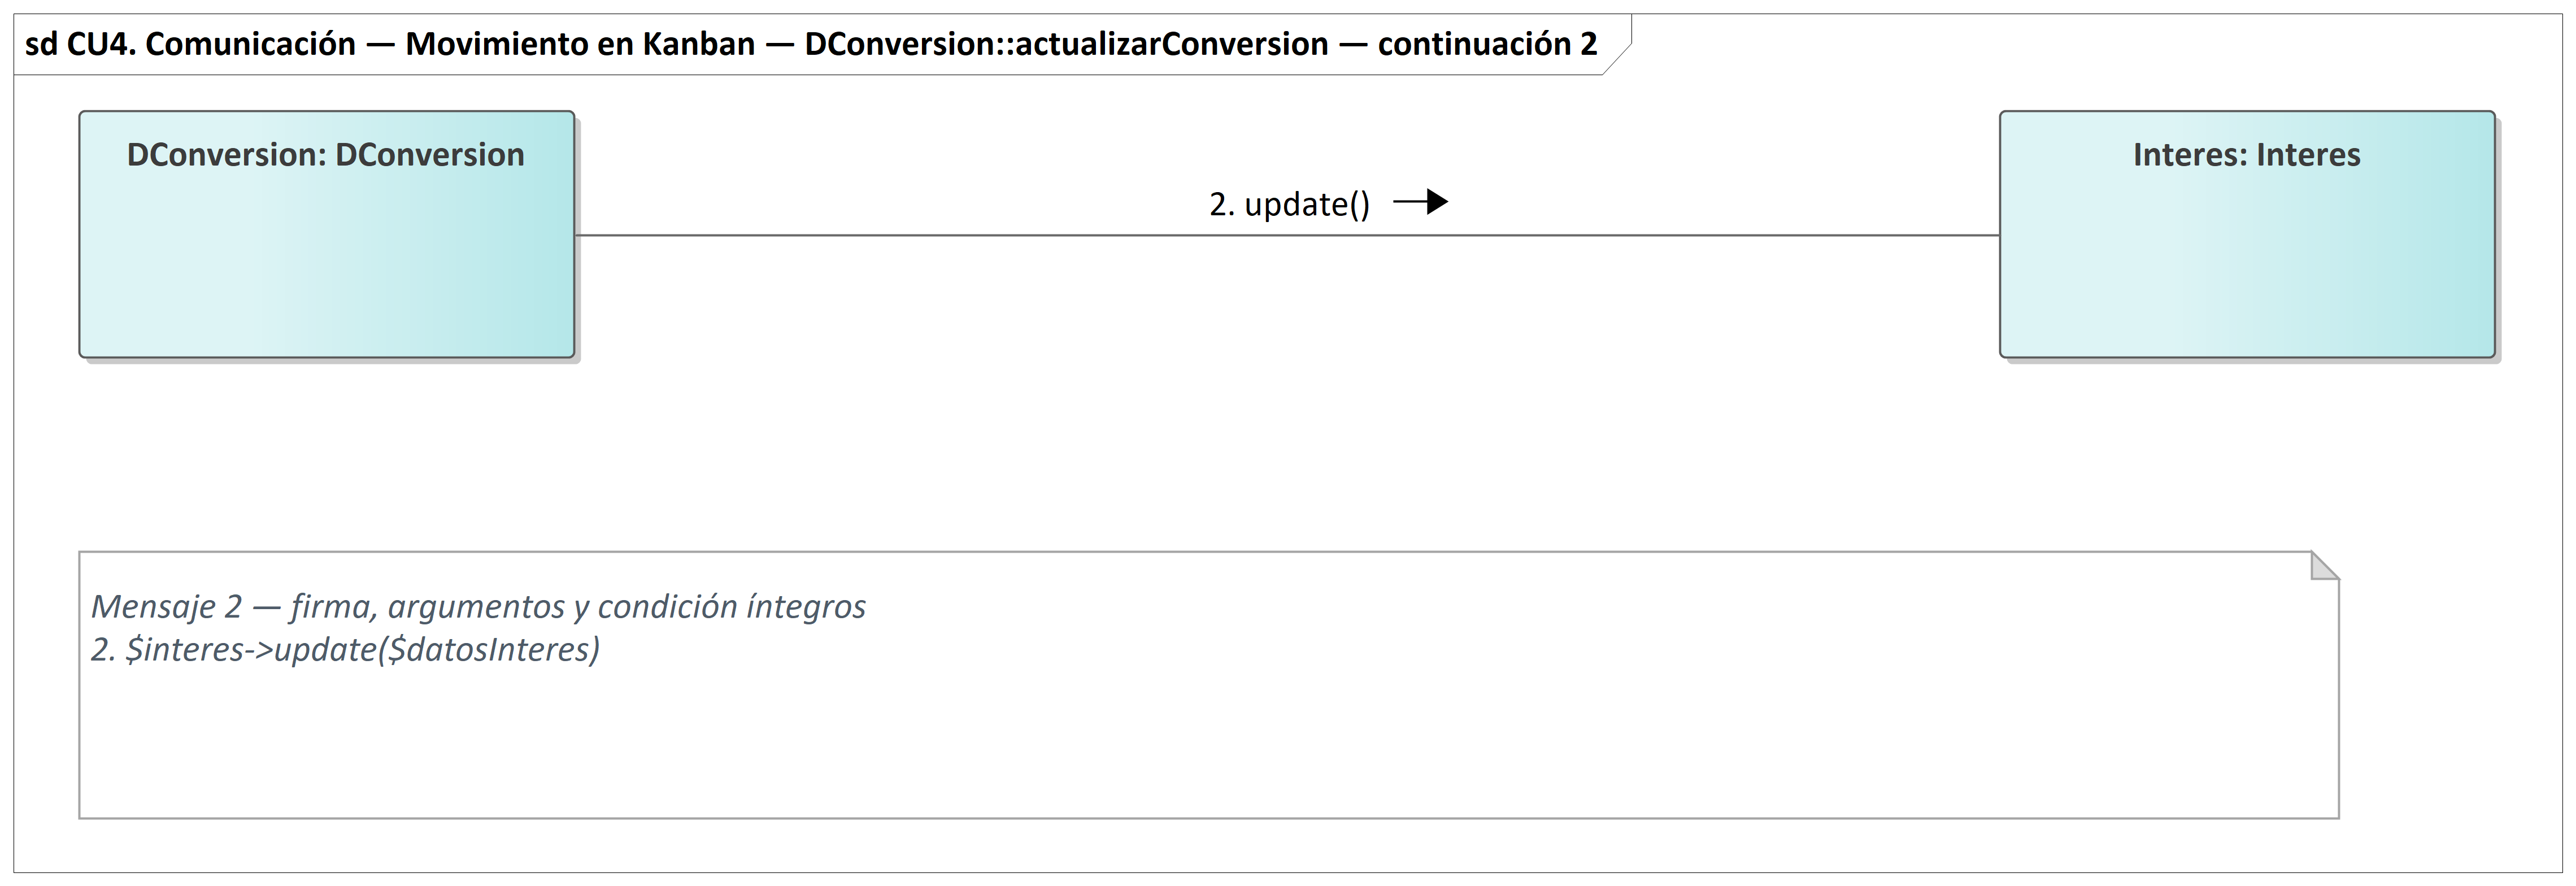 sd CU4. Comunicación — Movimiento en Kanban — DConversion::actualizarConversion — continuación 2
DConversion: DConversion
Interes: Interes
2. update()
Mensaje 2 — firma, argumentos y condición íntegros
2. $interes->update($datosInteres)